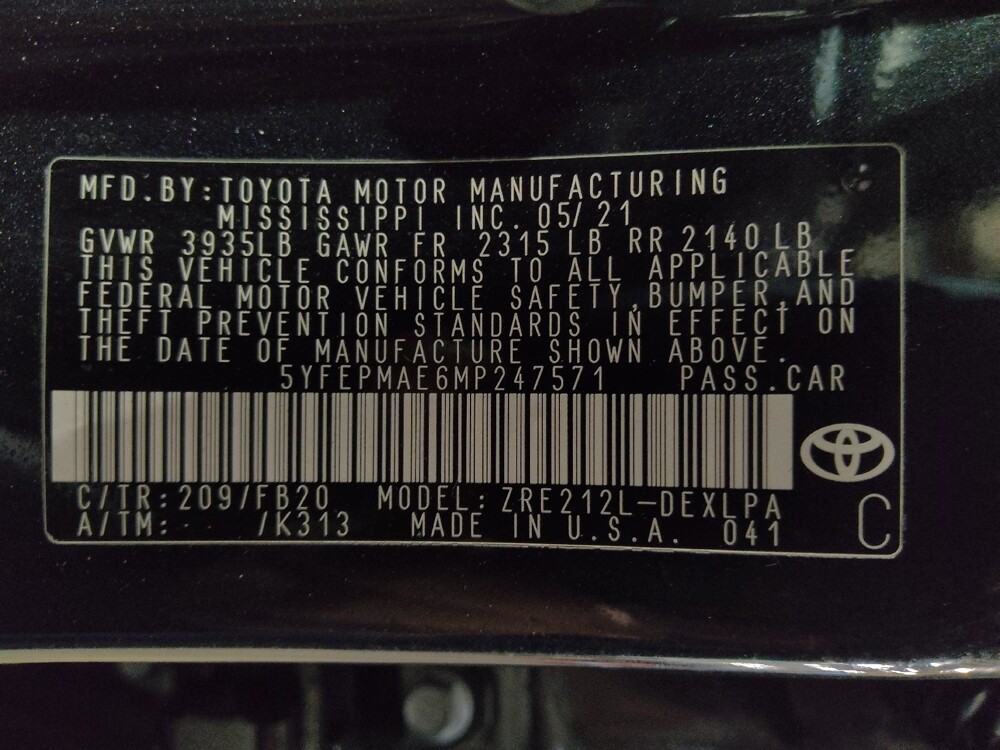 MFD.BY:TOYOTA MOTOR MANUFACTURING
MISSISSIPPI INC. 05/21
GVWR 3935LB GAWR FR 2315 LB RR 2140 LB
THIS VEHICLE CONFORMS TO ALL APPLICABLE
FEDERAL MOTOR VEHICLE SAFETY,BUMPER,AND
THEFT PREVENTION STANDARDS IN EFFECT ON
THE DATE OF MANUFACTURE SHOWN ABOVE.
5YFEPMAE6MP247571 PASS.CAR
C/TR:209/FB20 MODEL:ZRE212L-DEXLPA
A/TM: /K313 MADE IN U.S.A. 041
C